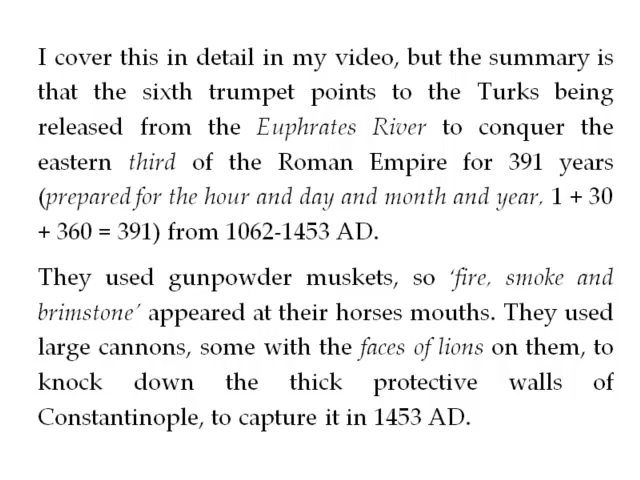 I cover this in detail in my video, but the summary is
that the sixth trumpet points to the Turks being
released from the Euphrates River to conquer the
eastern third of the Roman Empire for 391 years
(prepared for the hour and day and month and year, 1 + 30
+ 360 = 391) from 1062-1453 AD.
They used gunpowder muskets, so ‘fire, smoke and
brimstone’ appeared at their horses mouths. They used
large cannons, some with the faces of lions on them, to
knock down the thick protective walls of
Constantinople, to capture it in 1453 AD.